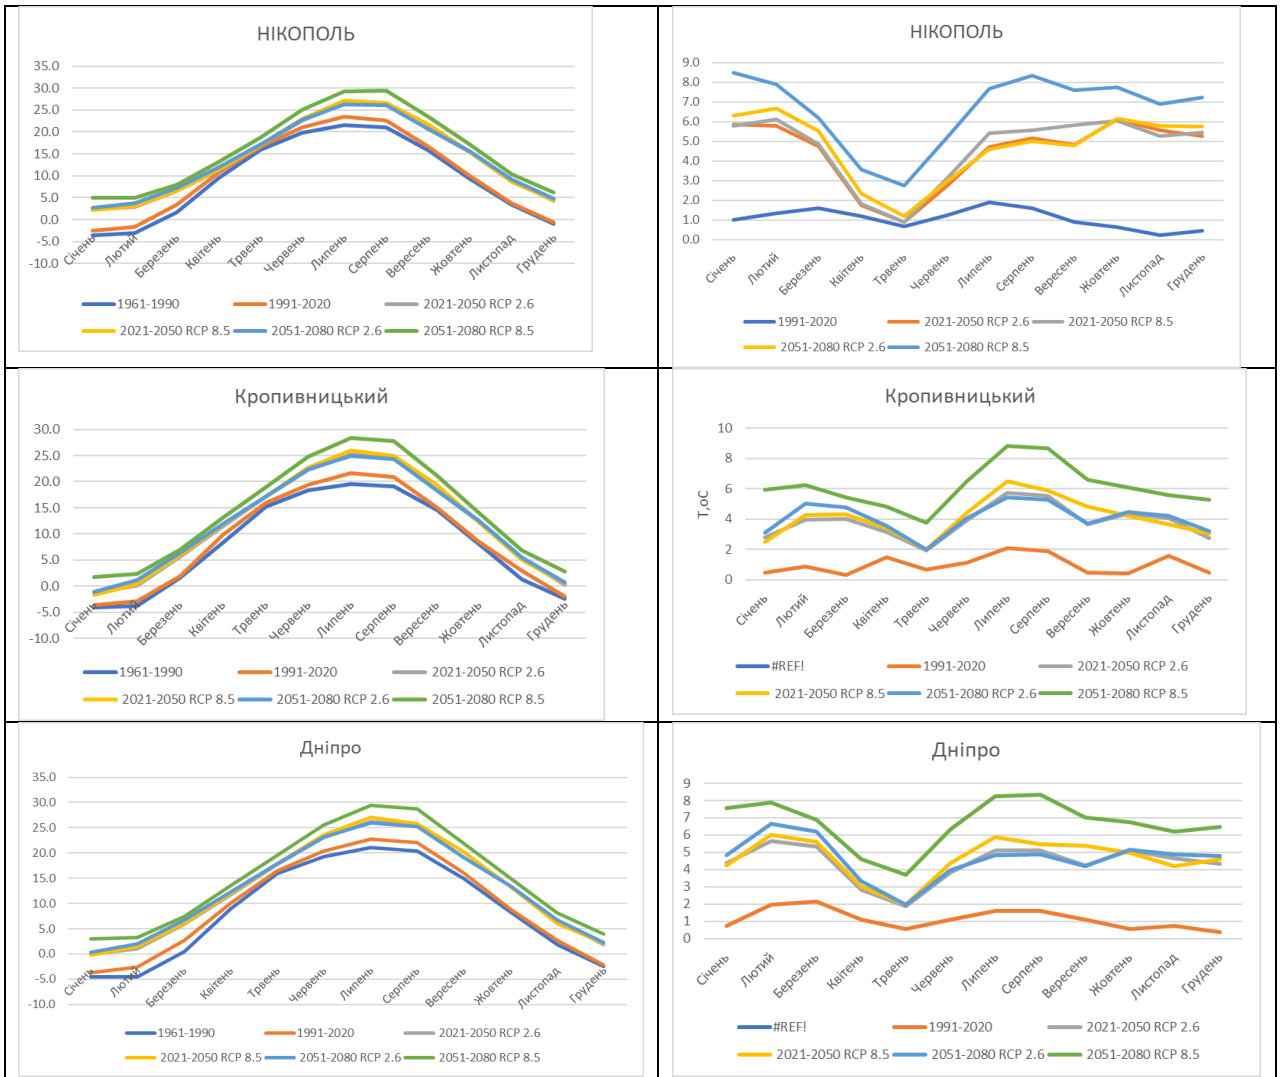 НІКОПОЛЬ
35.0
30.0
25.0
20.0
15.0
10.0
5.0
0.0
-5.0
-10.0
Січень Лютий Березень Квітень Трвень Червень Липень Серпень Вересень Жовтень Листопад Грудень
1961-1990 1991-2020 2021-2050 RCP 2.6
2021-2050 RCP 8.5 2051-2080 RCP 2.6 2051-2080 RCP 8.5
НІКОПОЛЬ
9.0
8.0
7.0
6.0
5.0
4.0
3.0
2.0
1.0
0.0
Січень Лютий Березень Квітень Трвень Червень Липень Серпень Вересень Жовтень Листопад Грудень
1991-2020 2021-2050 RCP 2.6 2021-2050 RCP 8.5
2051-2080 RCP 2.6 2051-2080 RCP 8.5
Кропивницький
30.0
25.0
20.0
15.0
10.0
5.0
0.0
-5.0
-10.0
Січень Лютий Березень Квітень Трвень Червень Липень Серпень Вересень Жовтень Листопад Грудень
1961-1990 1991-2020 2021-2050 RCP 2.6
2021-2050 RCP 8.5 2051-2080 RCP 2.6 2051-2080 RCP 8.5
Кропивницький
Т,оС
10
8
6
4
2
0
Січень Лютий Березень Квітень Трвень Червень Липень Серпень Вересень Жовтень Листопад Грудень
#REF! 1991-2020 2021-2050 RCP 2.6
2021-2050 RCP 8.5 2051-2080 RCP 2.6 2051-2080 RCP 8.5
Дніпро
35.0
30.0
25.0
20.0
15.0
10.0
5.0
0.0
-5.0
-10.0
Січень Лютий Березень Квітень Трвень Червень Липень Серпень Вересень Жовтень Листопад Грудень
1961-1990 1991-2020 2021-2050 RCP 2.6
2021-2050 RCP 8.5 2051-2080 RCP 2.6 2051-2080 RCP 8.5
Дніпро
9
8
7
6
5
4
3
2
1
0
Січень Лютий Березень Квітень Трвень Червень Липень Серпень Вересень Жовтень Листопад Грудень
#REF! 1991-2020 2021-2050 RCP 2.6
2021-2050 RCP 8.5 2051-2080 RCP 2.6 2051-2080 RCP 8.5